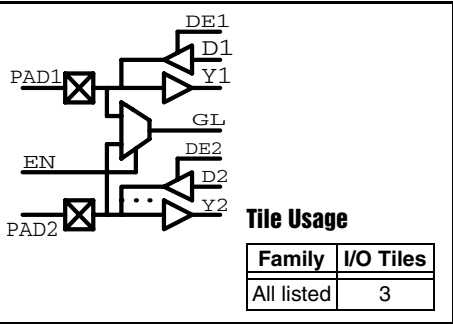 DE1
D1
PAD1
Y1
GL
EN
DE2
D2
...
Y2
PAD2
Tile Usage
Family I/O Tiles
All listed 3